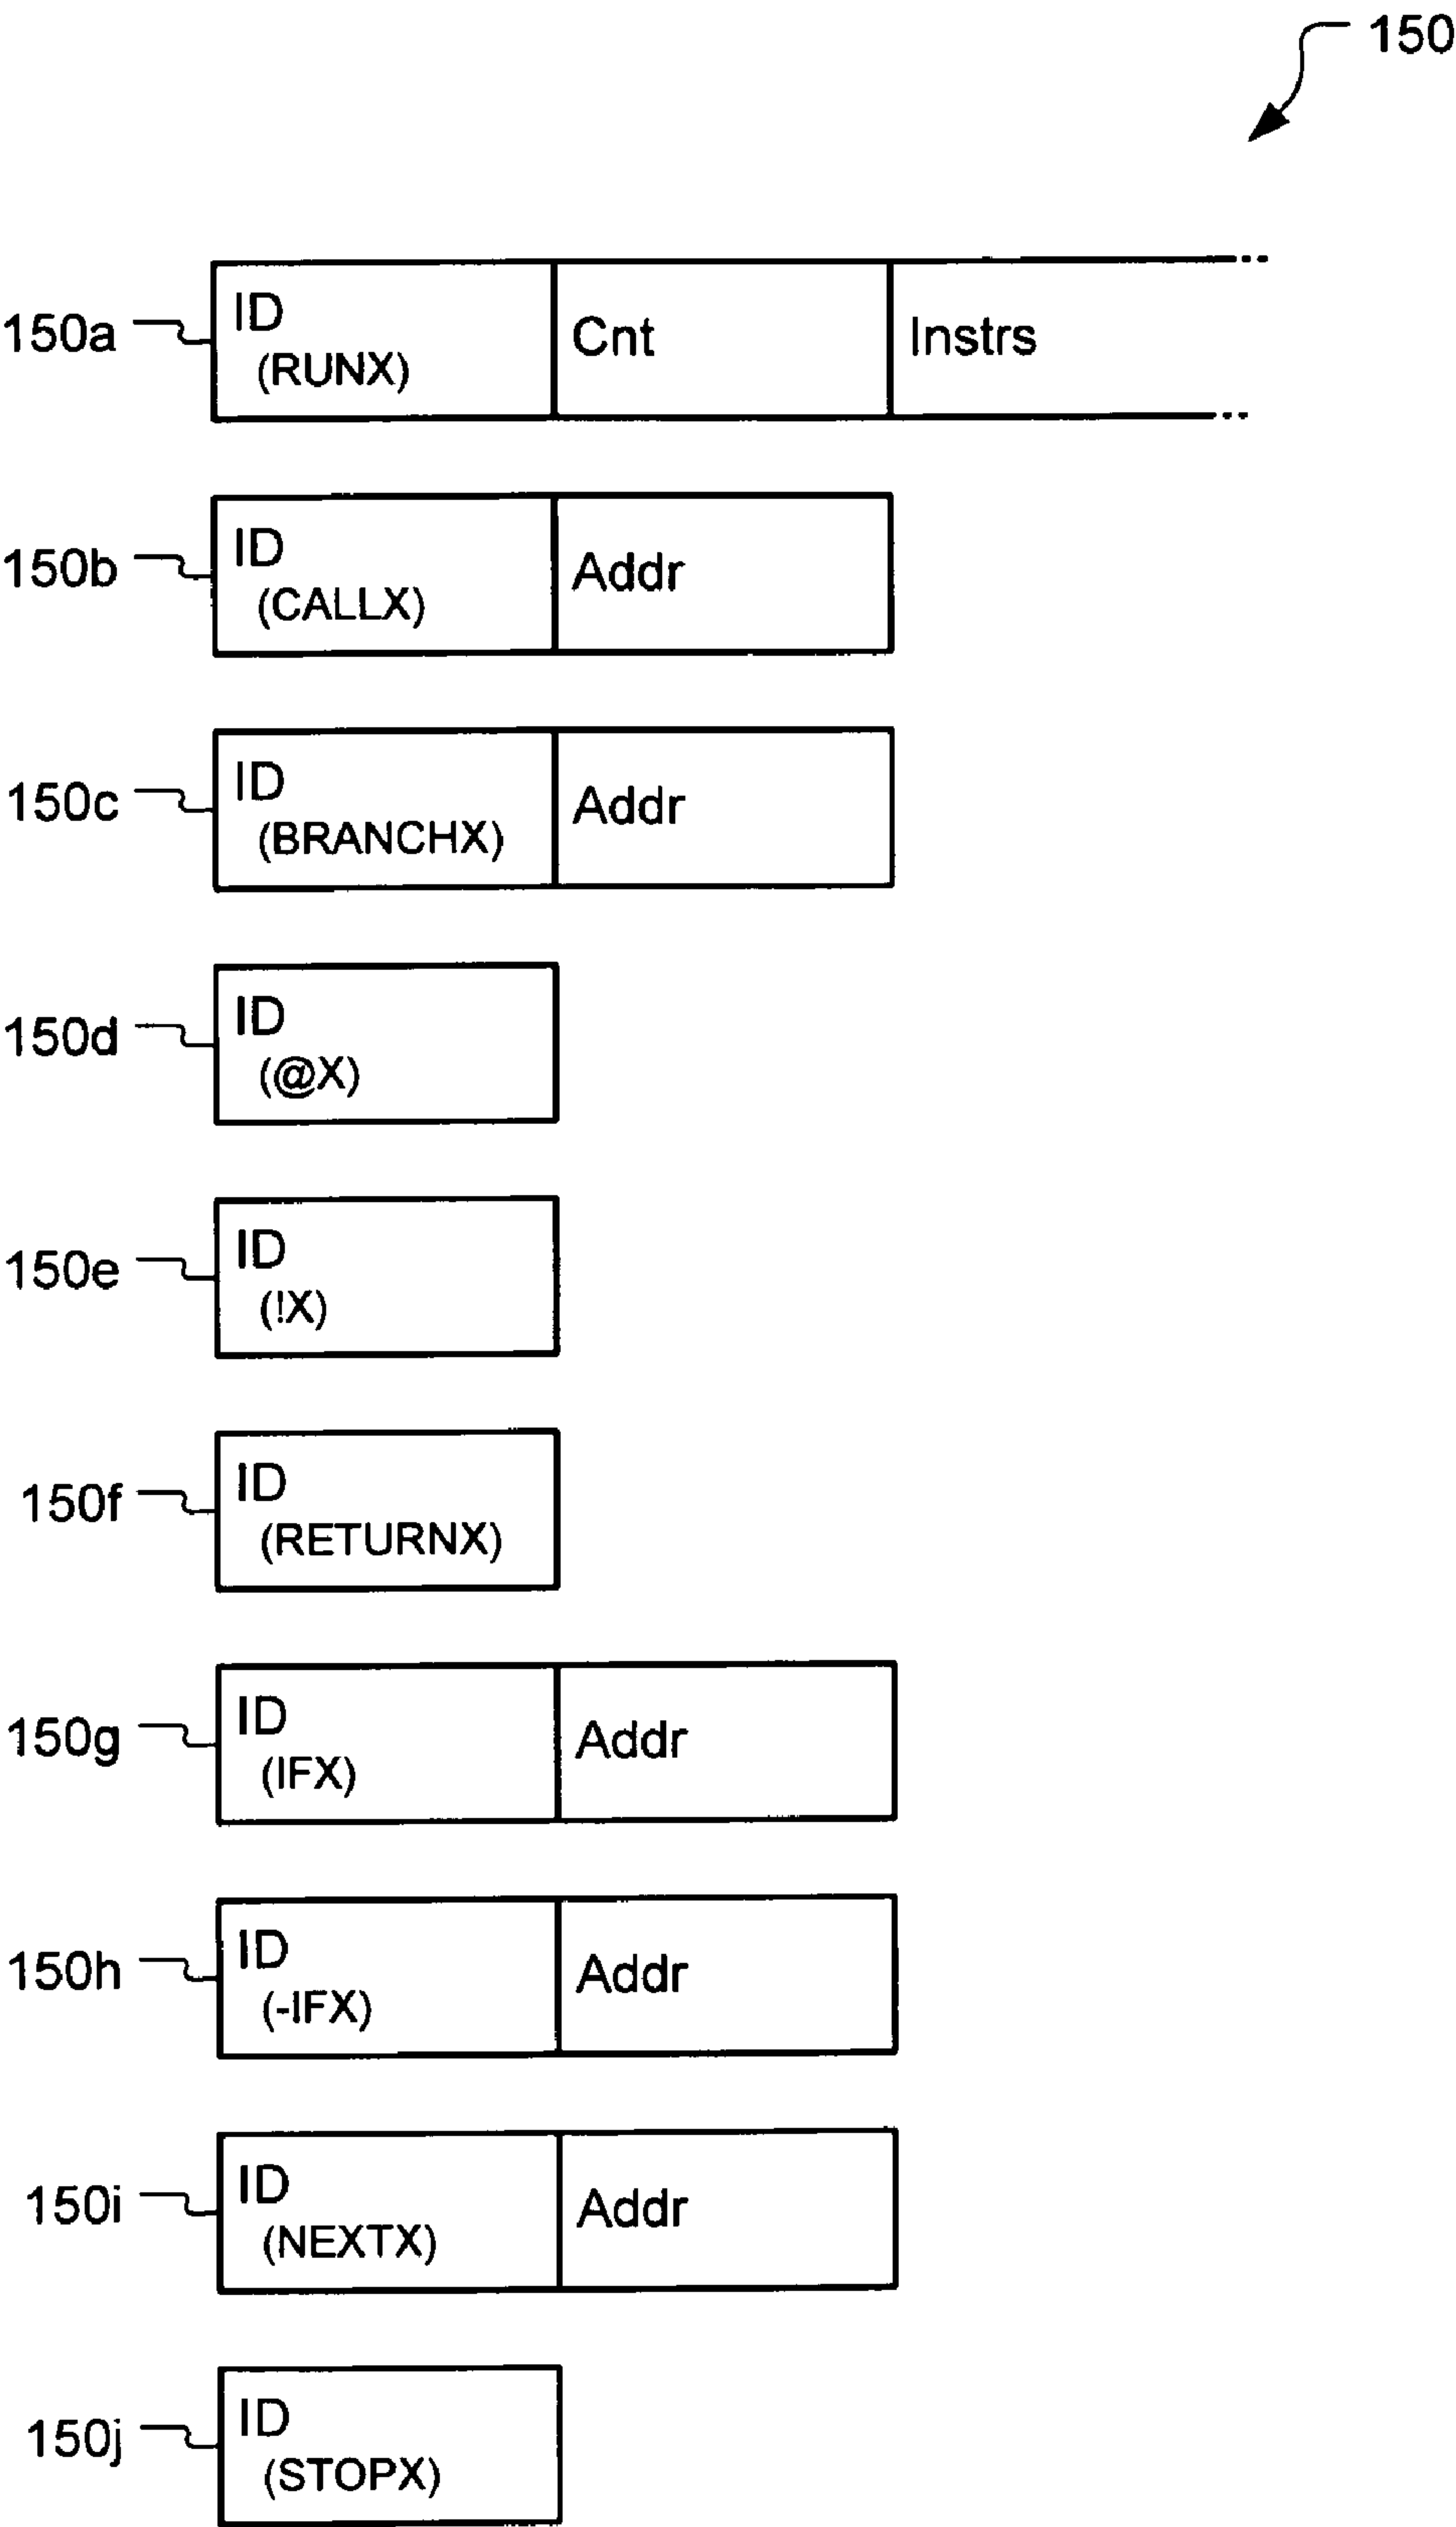 150
150a
ID
(RUNX)
Cnt
Instrs
150b
ID
(CALLX)
Addr
150c
ID
(BRANCHX)
Addr
150d
ID
(@X)
150e
ID
(!X)
150f
ID
(RETURNX)
150g
ID
(IFX)
Addr
150h
ID
(-IFX)
Addr
150i
ID
(NEXTX)
Addr
150j
ID
(STOPX)